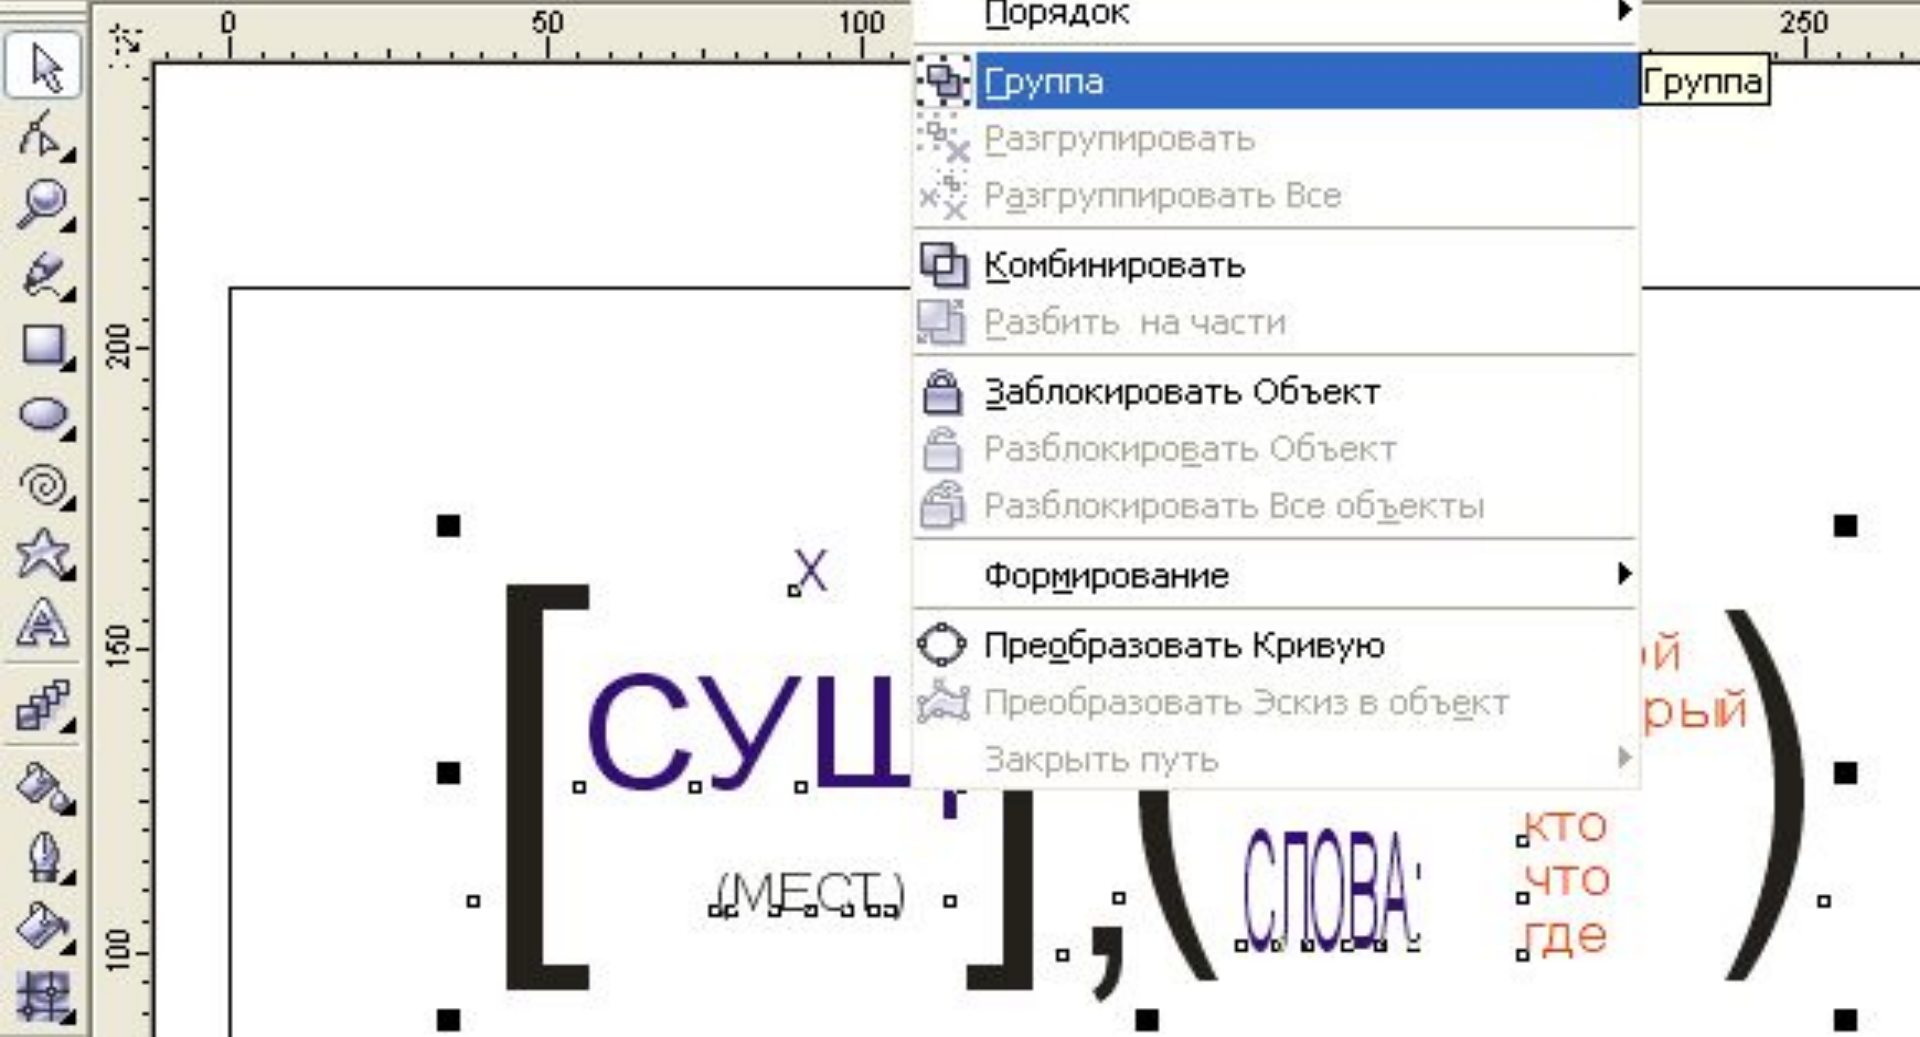 0 50 100 250
Порядок
Группа
Группа
Разгрупировать
Разгруппировать Все
Комбинировать
Разбить на части
Заблокировать Объект
Разблокировать Объект
Разблокировать Все объекты
Формирование
Преобразовать Кривую
Преобразовать Эскиз в объект
Закрыть путь
200
150
100
X
[СУЩ
(МЕСТ.)
],(
СЛОВА:
ой
рый
кто
что
где
)